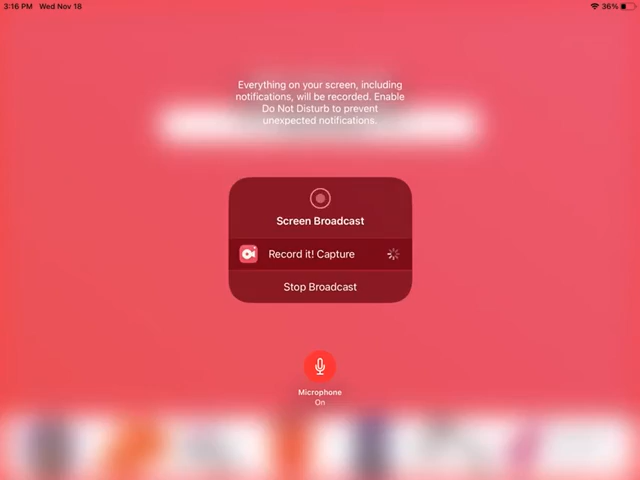 3:16 PM Wed Nov 18
36%
Everything on your screen, including
notifications, will be recorded. Enable
Do Not Disturb to prevent
unexpected notifications.
Screen Broadcast
Record it! Capture
Stop Broadcast
Microphone
On